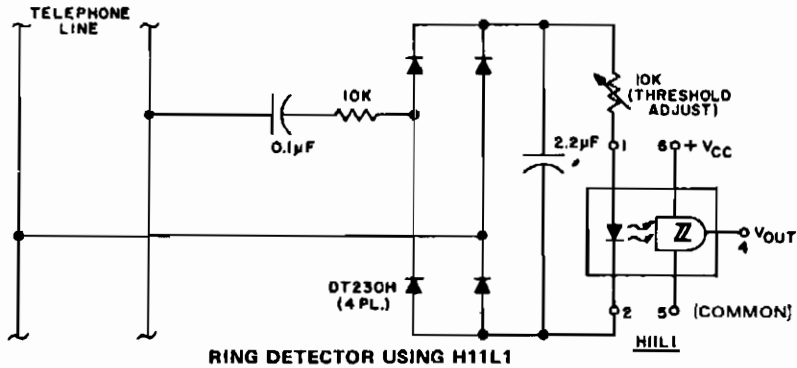 TELEPHONE
LINE
10K
0.1µF
10K
(THRESHOLD
ADJUST)
2.2µF
1
6 + VCC
VOUT
4
DT230H
(4 PL.)
2
5 (COMMON)
H11L1
RING DETECTOR USING H11L1